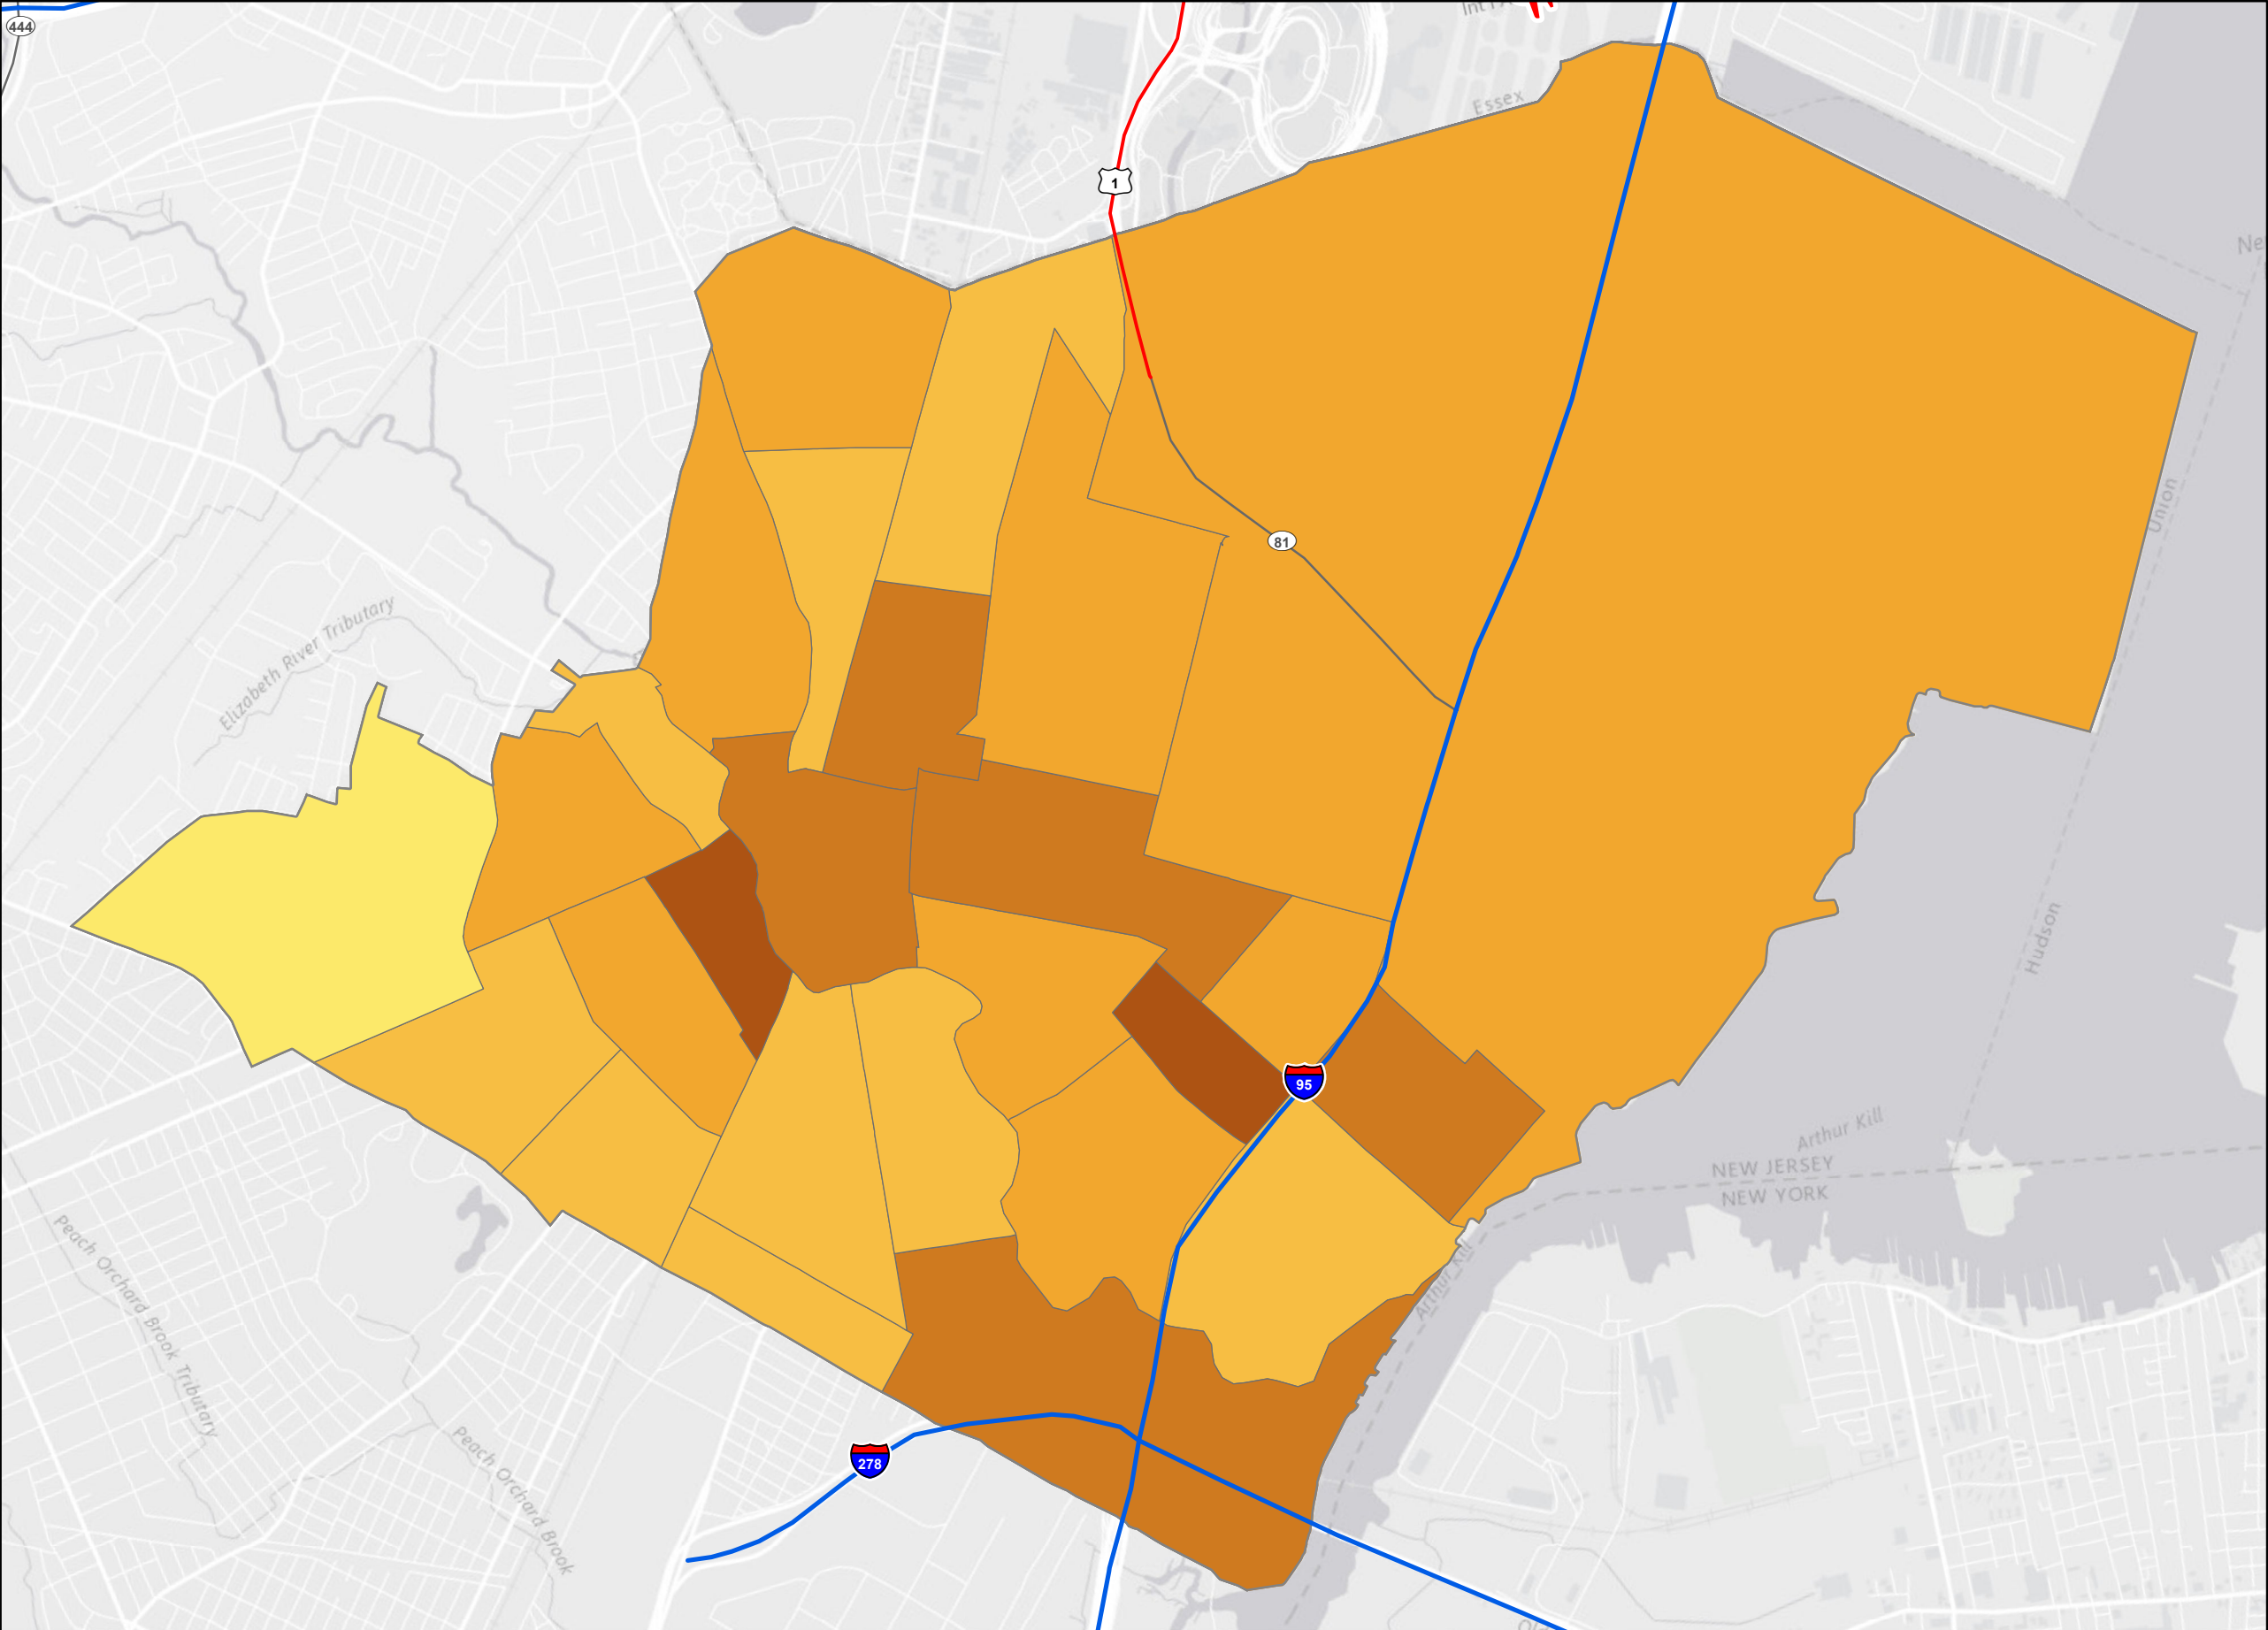 444
Essex
1
Union
81
Elizabeth River Tributary
Hudson
95
Arthur Kill
NEW JERSEY
NEW YORK
Arthur Kill
Peach Orchard Brook Tributary
278
Peach Orchard Brook